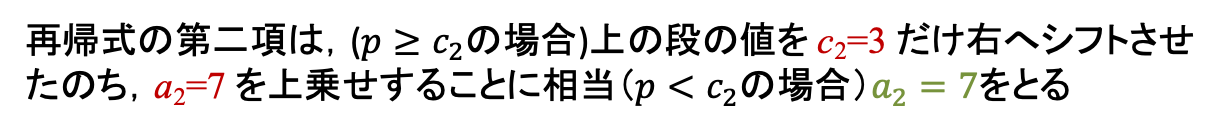 再帰式の第二項は，(p ≥ c₂の場合)上の段の値を c₂=3 だけ右へシフトさせ
たのち，a₂=7 を上乗せすることに相当（p < c₂の場合）a₂ = 7をとる